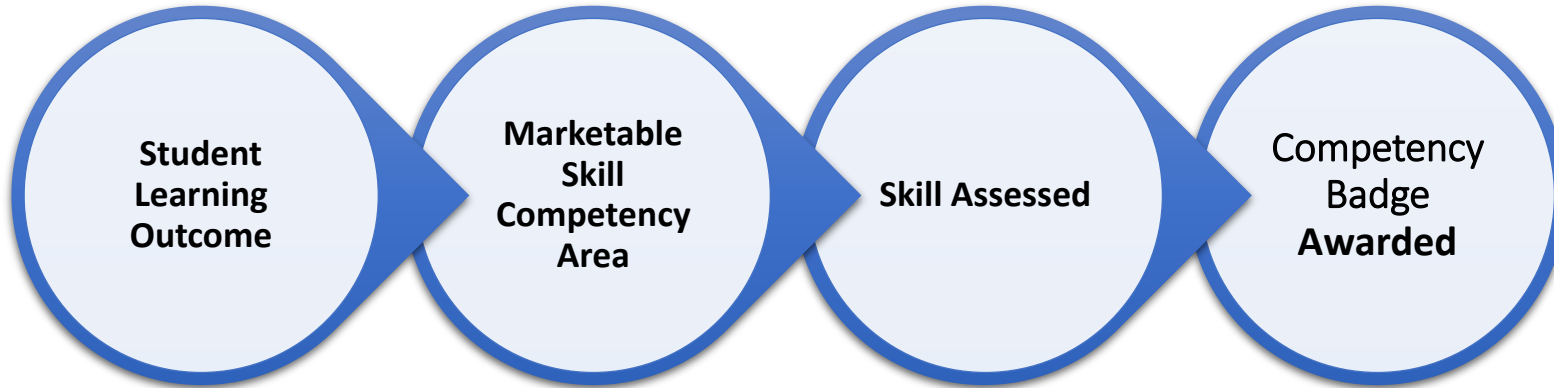 Student
Learning
Outcome
Marketable
Skill
Competency
Area
Skill Assessed
Competency
Badge
Awarded